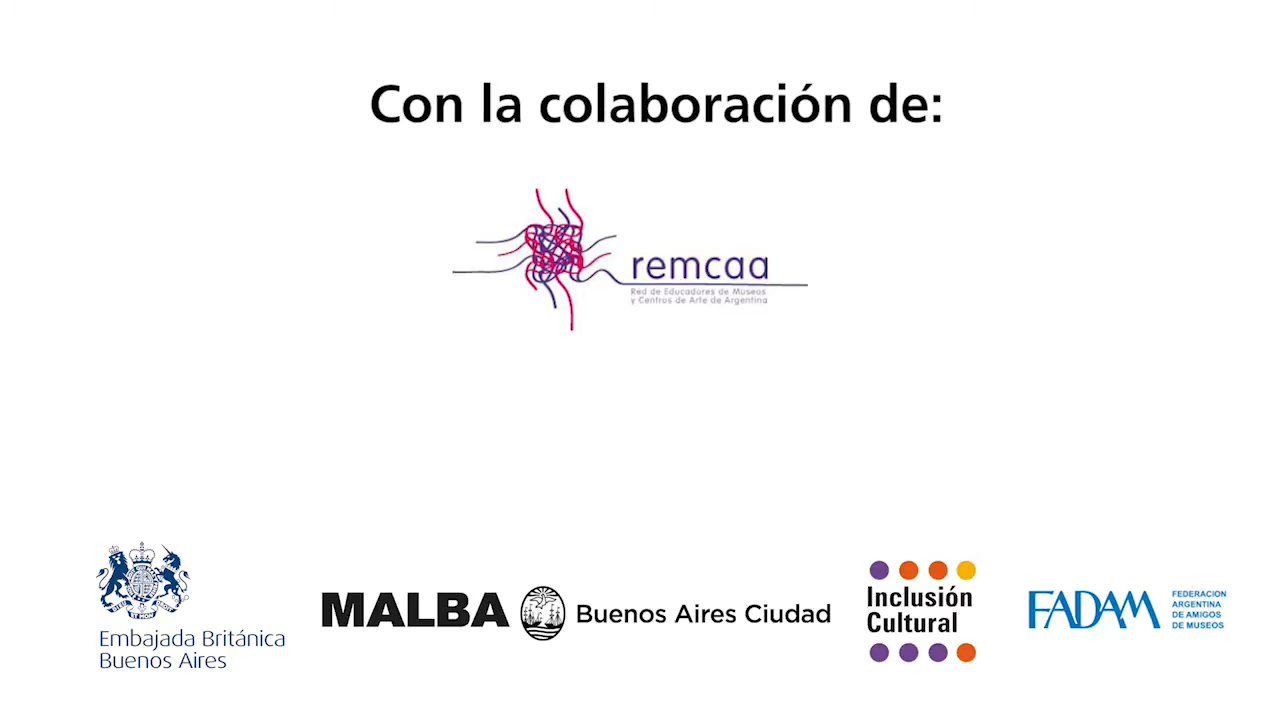 Con la colaboración de:
remcaa
Red de Educadores de Museos
y Centros de Arte de Argentina
Embajada Británica
Buenos Aires
MALBA
Buenos Aires Ciudad
Inclusión
Cultural
FADAM
FEDERACION
ARGENTINA
DE AMIGOS
DE MUSEOS